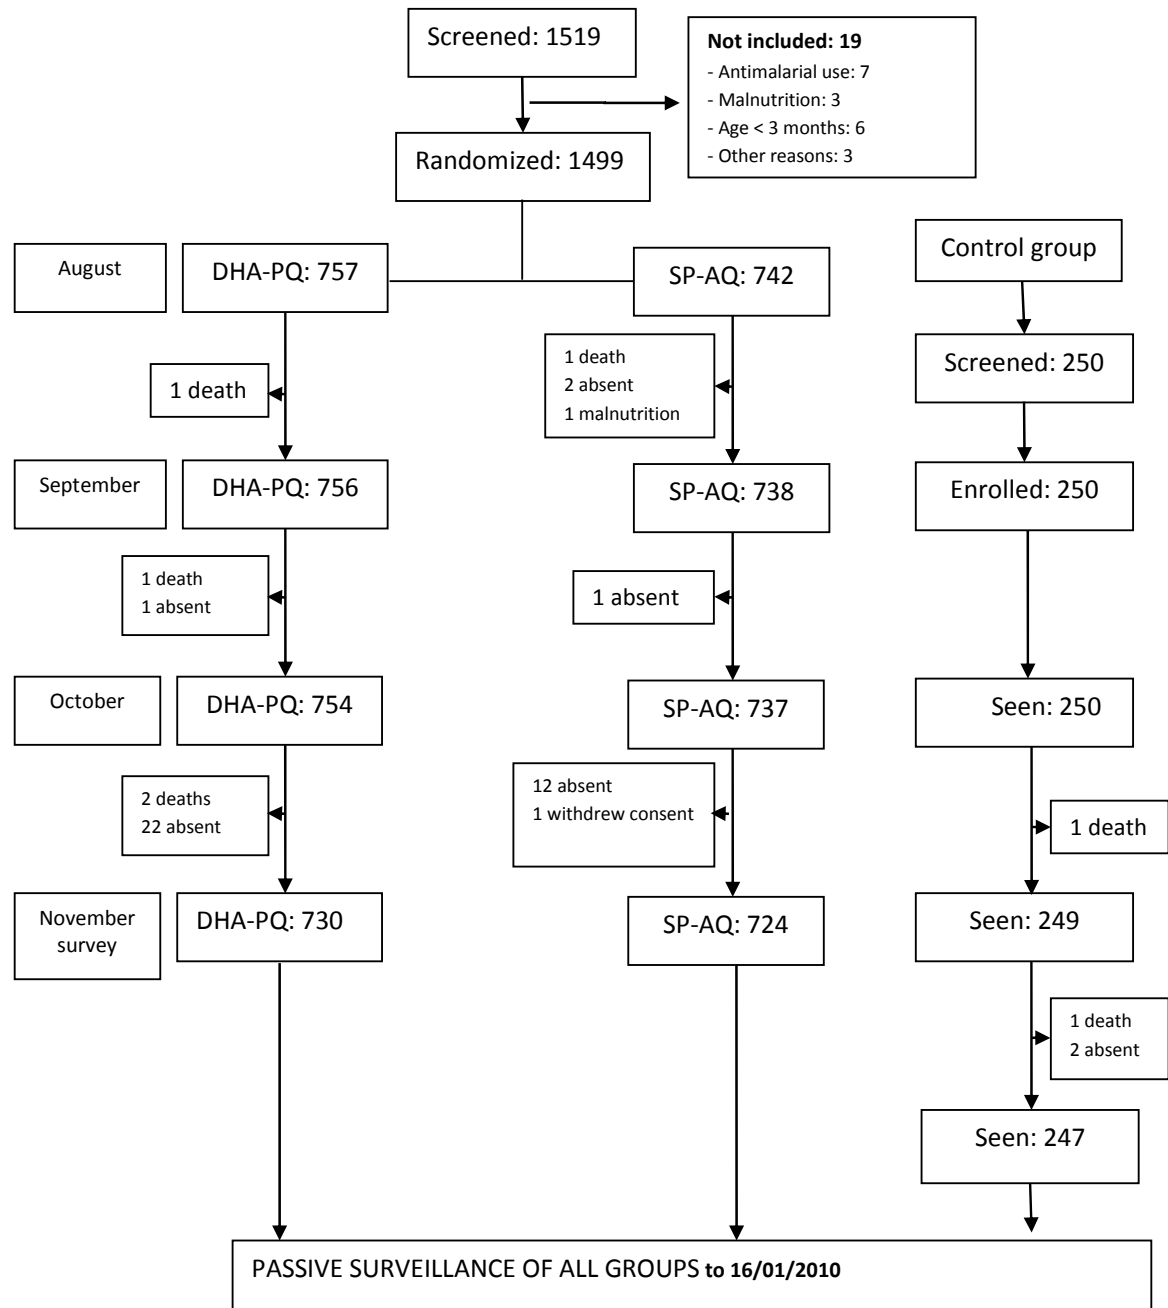 Screened: 1519
Not included: 19
- Antimalarial use: 7
- Malnutrition: 3
- Age < 3 months: 6
- Other reasons: 3
Randomized: 1499
August
DHA-PQ: 757
SP-AQ: 742
Control group
1 death
1 death
2 absent
1 malnutrition
Screened: 250
September
DHA-PQ: 756
SP-AQ: 738
Enrolled: 250
1 death
1 absent
1 absent
October
DHA-PQ: 754
SP-AQ: 737
Seen: 250
2 deaths
22 absent
12 absent
1 withdrew consent
1 death
November
survey
DHA-PQ: 730
SP-AQ: 724
Seen: 249
1 death
2 absent
Seen: 247
PASSIVE SURVEILLANCE OF ALL GROUPS to 16/01/2010